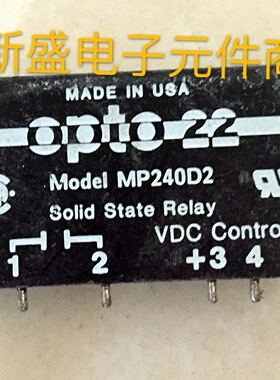 新盛电子元件商
MADE IN USA
opto 22
Model MP240D2
Solid State Relay
VDC Contro
1
2
+3
4